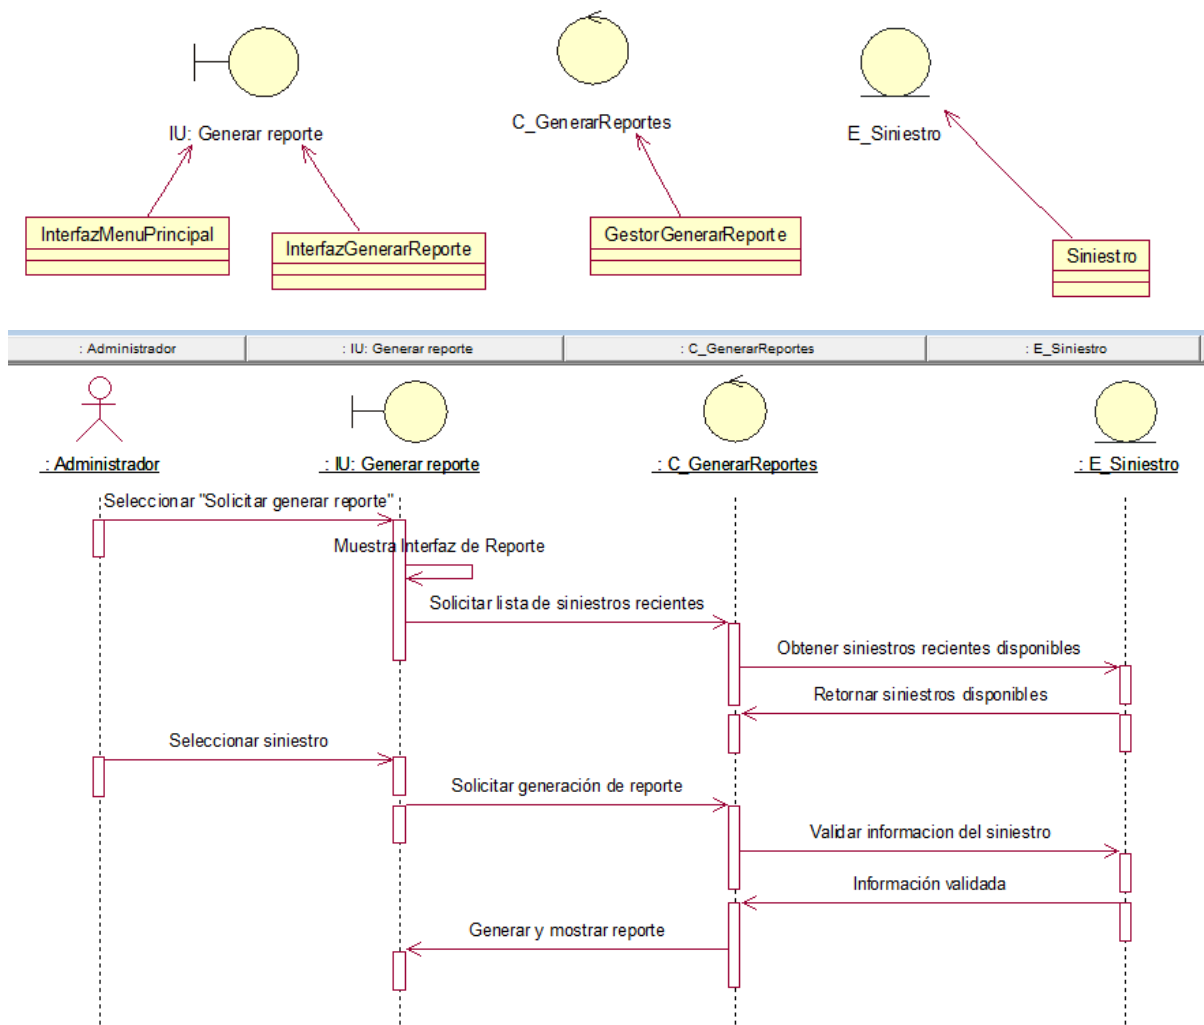 IU: Generar reporte
C_GenerarReportes
E_Siniestro
InterfazMenuPrincipal
InterfazGenerarReporte
GestorGenerarReporte
Siniestro
: Administrador
: IU: Generar reporte
: C_GenerarReportes
: E_Siniestro
: Administrador
: IU: Generar reporte
: C_GenerarReportes
: E_Siniestro
Seleccionar "Solicitar generar reporte"
Muestra Interfaz de Reporte
Solicitar lista de siniestros recientes
Obtener siniestros recientes disponibles
Retornar siniestros disponibles
Seleccionar siniestro
Solicitar generación de reporte
Validar informacion del siniestro
Información validada
Generar y mostrar reporte